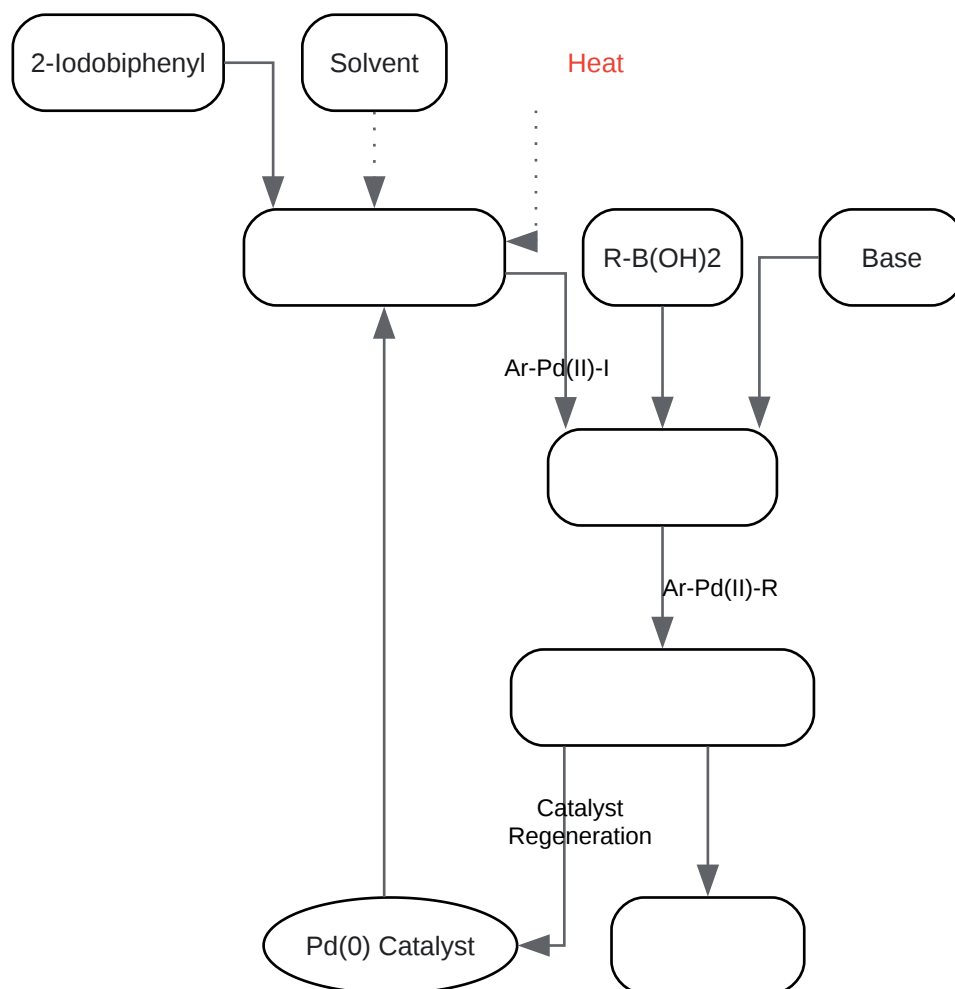 2-Iodobiphenyl
Solvent
Heat
R-B(OH)2
Base
Ar-Pd(II)-I
Ar-Pd(II)-R
Catalyst
Regeneration
Pd(0) Catalyst